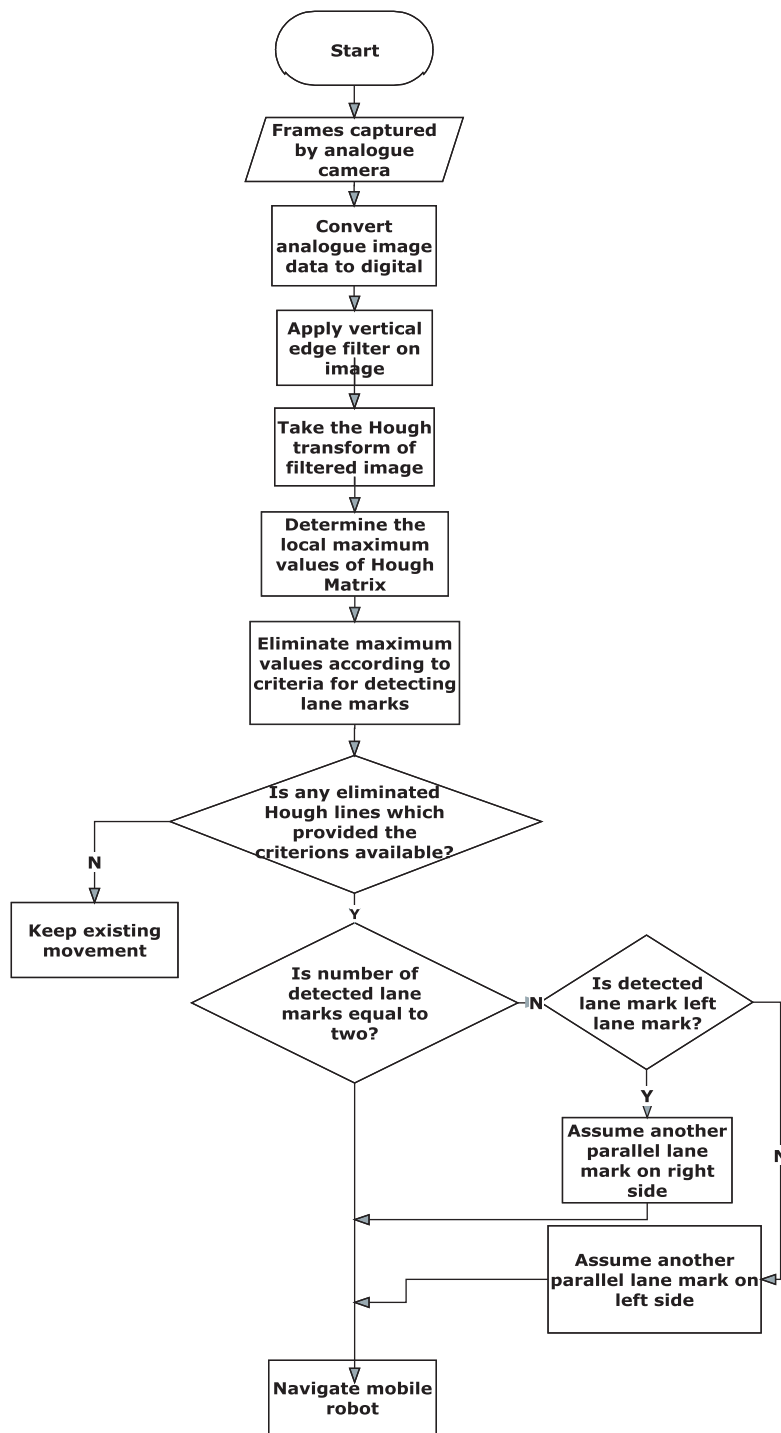 Start
Frames captured
by analogue
camera
Convert
analogue image
data to digital
Apply vertical
edge filter on
image
Take the Hough
transform of
filtered image
Determine the
local maximum
values of Hough
Matrix
Eliminate maximum
values according to
criteria for detecting
lane marks
Is any eliminated
Hough lines which
provided the
criterions available?
N
Keep existing
movement
Y
Is number of
detected lane
marks equal to
two?
N
Is detected
lane mark left
lane mark?
Y
Assume another
parallel lane
mark on right
side
N
Assume another
parallel lane mark on
left side
Navigate mobile
robot